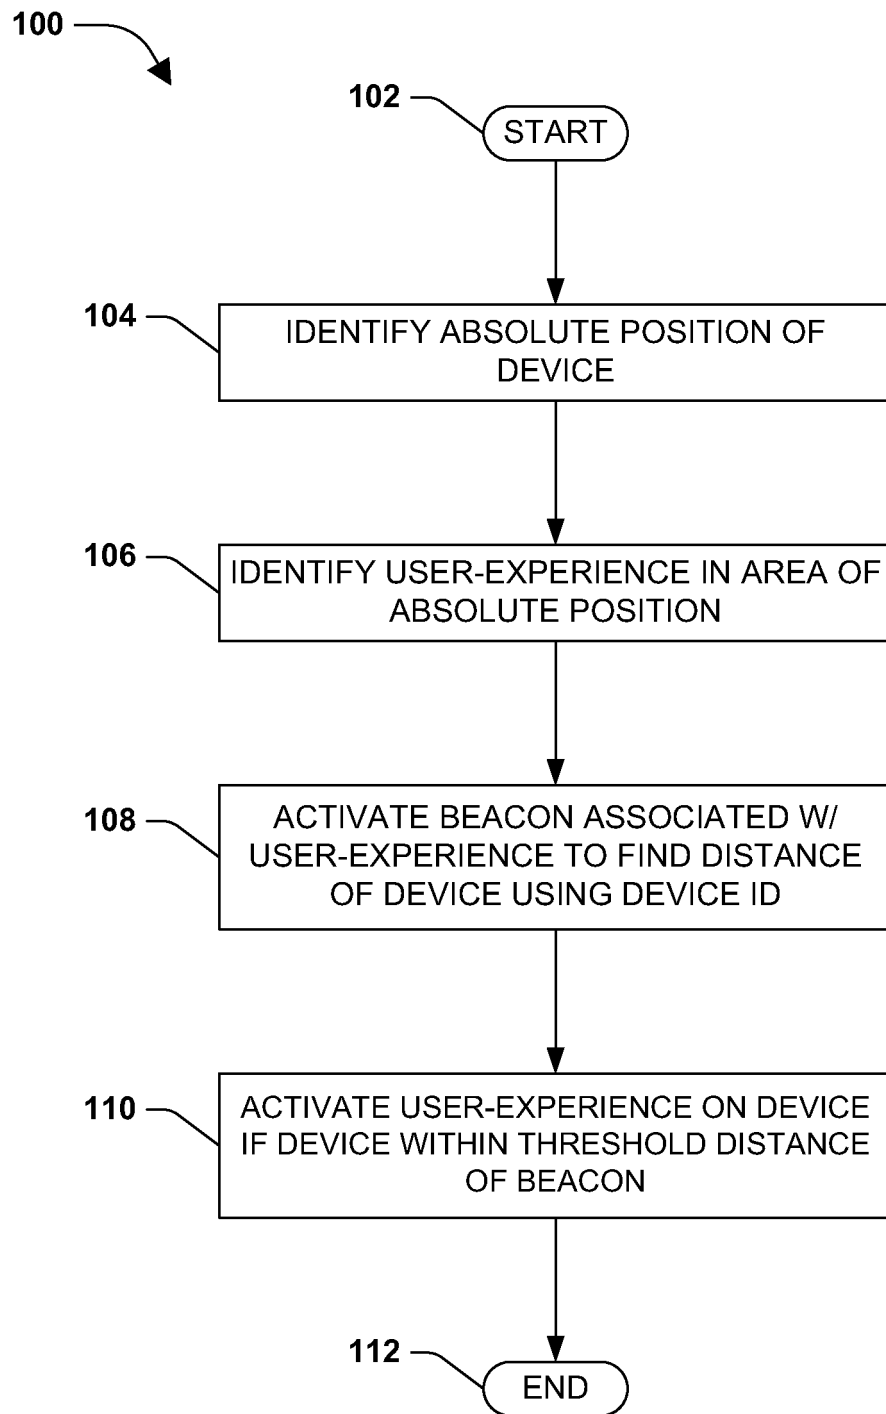 100
102
START
104
IDENTIFY ABSOLUTE POSITION OF
DEVICE
106
IDENTIFY USER-EXPERIENCE IN AREA OF
ABSOLUTE POSITION
108
ACTIVATE BEACON ASSOCIATED W/
USER-EXPERIENCE TO FIND DISTANCE
OF DEVICE USING DEVICE ID
110
ACTIVATE USER-EXPERIENCE ON DEVICE
IF DEVICE WITHIN THRESHOLD DISTANCE
OF BEACON
112
END